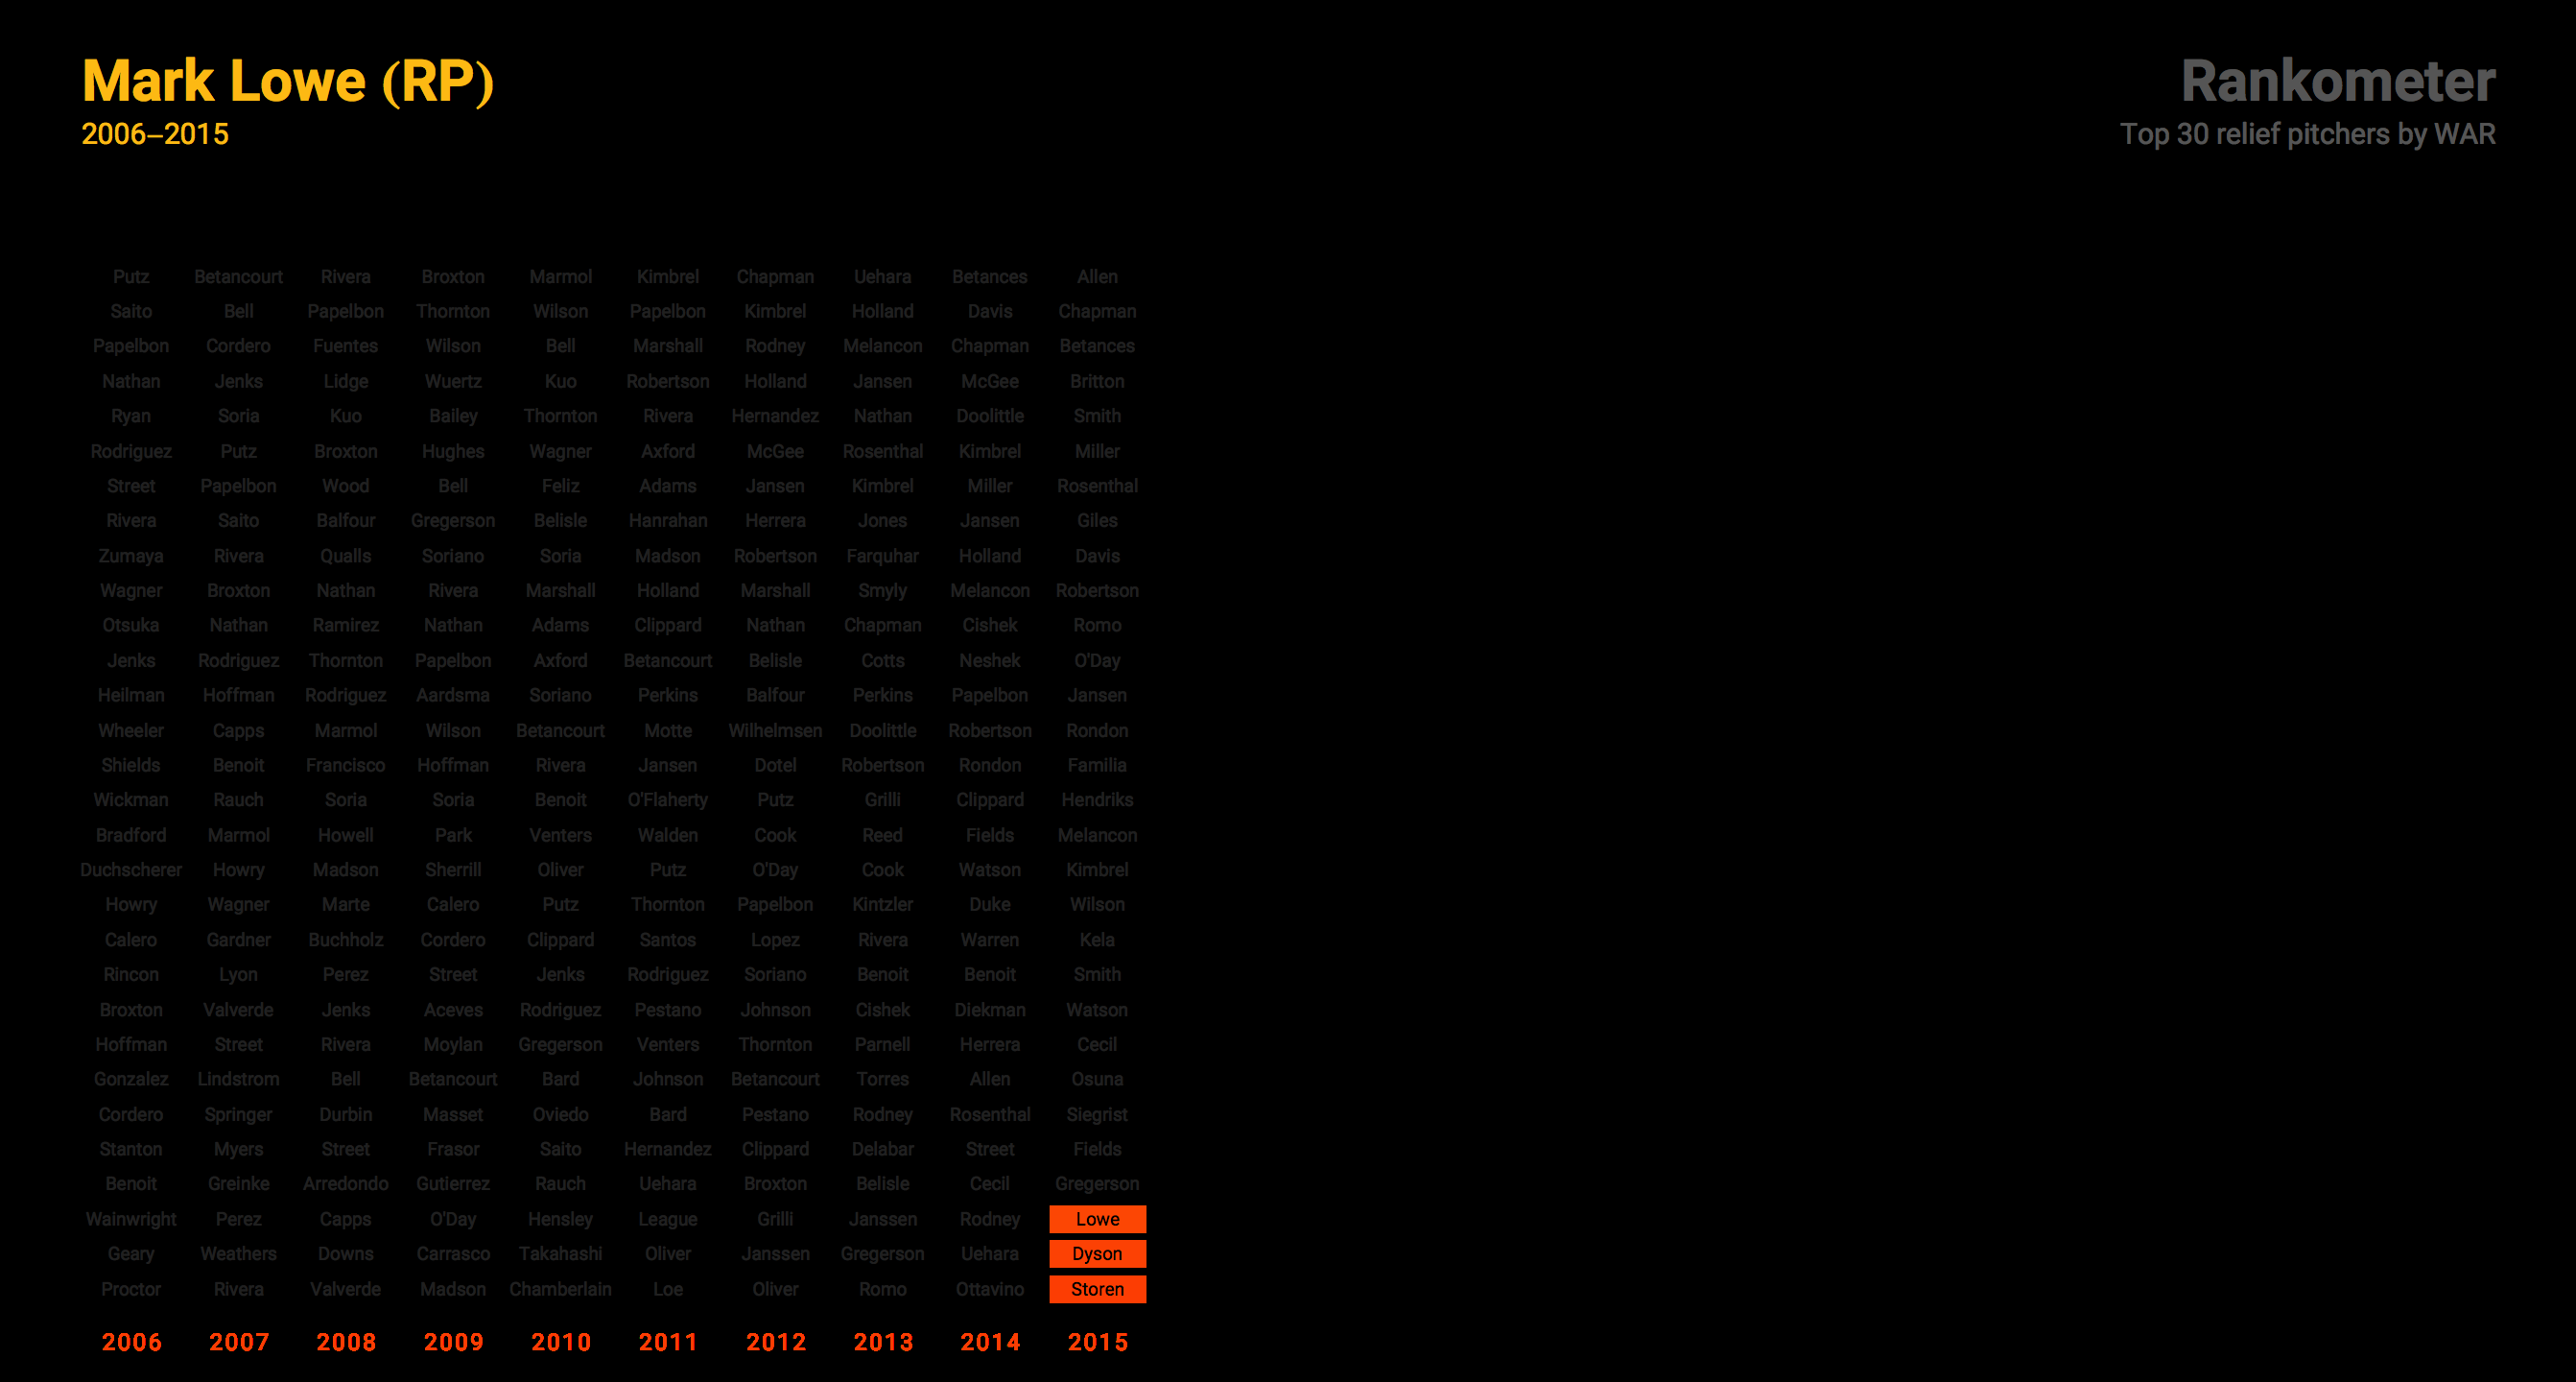 Mark Lowe (RP)
2006–2015
Rankometer
Top 30 relief pitchers by WAR
Putz Betancourt Rivera Broxton Marmol Kimbrel Chapman Uehara Betances Allen
Saito Bell Papelbon Thornton Wilson Papelbon Kimbrel Holland Davis Chapman
Papelbon Cordero Fuentes Wilson Bell Marshall Rodney Melancon Chapman Betances
Nathan Jenks Lidge Wuertz Kuo Robertson Holland Jansen McGee Britton
Ryan Soria Kuo Bailey Thornton Rivera Hernandez Nathan Doolittle Smith
Rodriguez Putz Broxton Hughes Wagner Axford McGee Rosenthal Kimbrel Miller
Street Papelbon Wood Bell Feliz Adams Jansen Kimbrel Miller Rosenthal
Rivera Saito Balfour Gregerson Belisle Hanrahan Herrera Jones Jansen Giles
Zumaya Rivera Qualls Soriano Soria Madson Robertson Farquhar Holland Davis
Wagner Broxton Nathan Rivera Marshall Holland Marshall Smyly Melancon Robertson
Otsuka Nathan Ramirez Nathan Adams Clippard Nathan Chapman Cishek Romo
Jenks Rodriguez Thornton Papelbon Axford Betancourt Belisle Cotts Neshek O'Day
Heilman Hoffman Rodriguez Aardsma Soriano Perkins Balfour Perkins Papelbon Jansen
Wheeler Capps Marmol Wilson Betancourt Motte Wilhelmsen Doolittle Robertson Rondon
Shields Benoit Francisco Hoffman Rivera Jansen Dotel Robertson Rondon Familia
Wickman Rauch Soria Soria Benoit O'Flaherty Putz Grilli Clippard Hendriks
Bradford Marmol Howell Park Venters Walden Cook Reed Fields Melancon
Duchscherer Howry Madson Sherrill Oliver Putz O'Day Cook Watson Kimbrel
Howry Wagner Marte Calero Putz Thornton Papelbon Kintzler Duke Wilson
Calero Gardner Buchholz Cordero Clippard Santos Lopez Rivera Warren Kela
Rincon Lyon Perez Street Jenks Rodriguez Soriano Benoit Benoit Smith
Broxton Valverde Jenks Aceves Rodriguez Pestano Johnson Cishek Diekman Watson
Hoffman Street Rivera Moylan Gregerson Venters Thornton Parnell Herrera Cecil
Gonzalez Lindstrom Bell Betancourt Bard Johnson Betancourt Torres Allen Osuna
Cordero Springer Durbin Masset Oviedo Bard Pestano Rodney Rosenthal Siegrist
Stanton Myers Street Frasor Saito Hernandez Clippard Delabar Street Fields
Benoit Greinke Arredondo Gutierrez Rauch Uehara Broxton Belisle Cecil Gregerson
Wainwright Perez Capps O'Day Hensley League Grilli Janssen Rodney Lowe
Geary Weathers Downs Carrasco Takahashi Oliver Janssen Gregerson Uehara Dyson
Proctor Rivera Valverde Madson Chamberlain Loe Oliver Romo Ottavino Storen
2006 2007 2008 2009 2010 2011 2012 2013 2014 2015